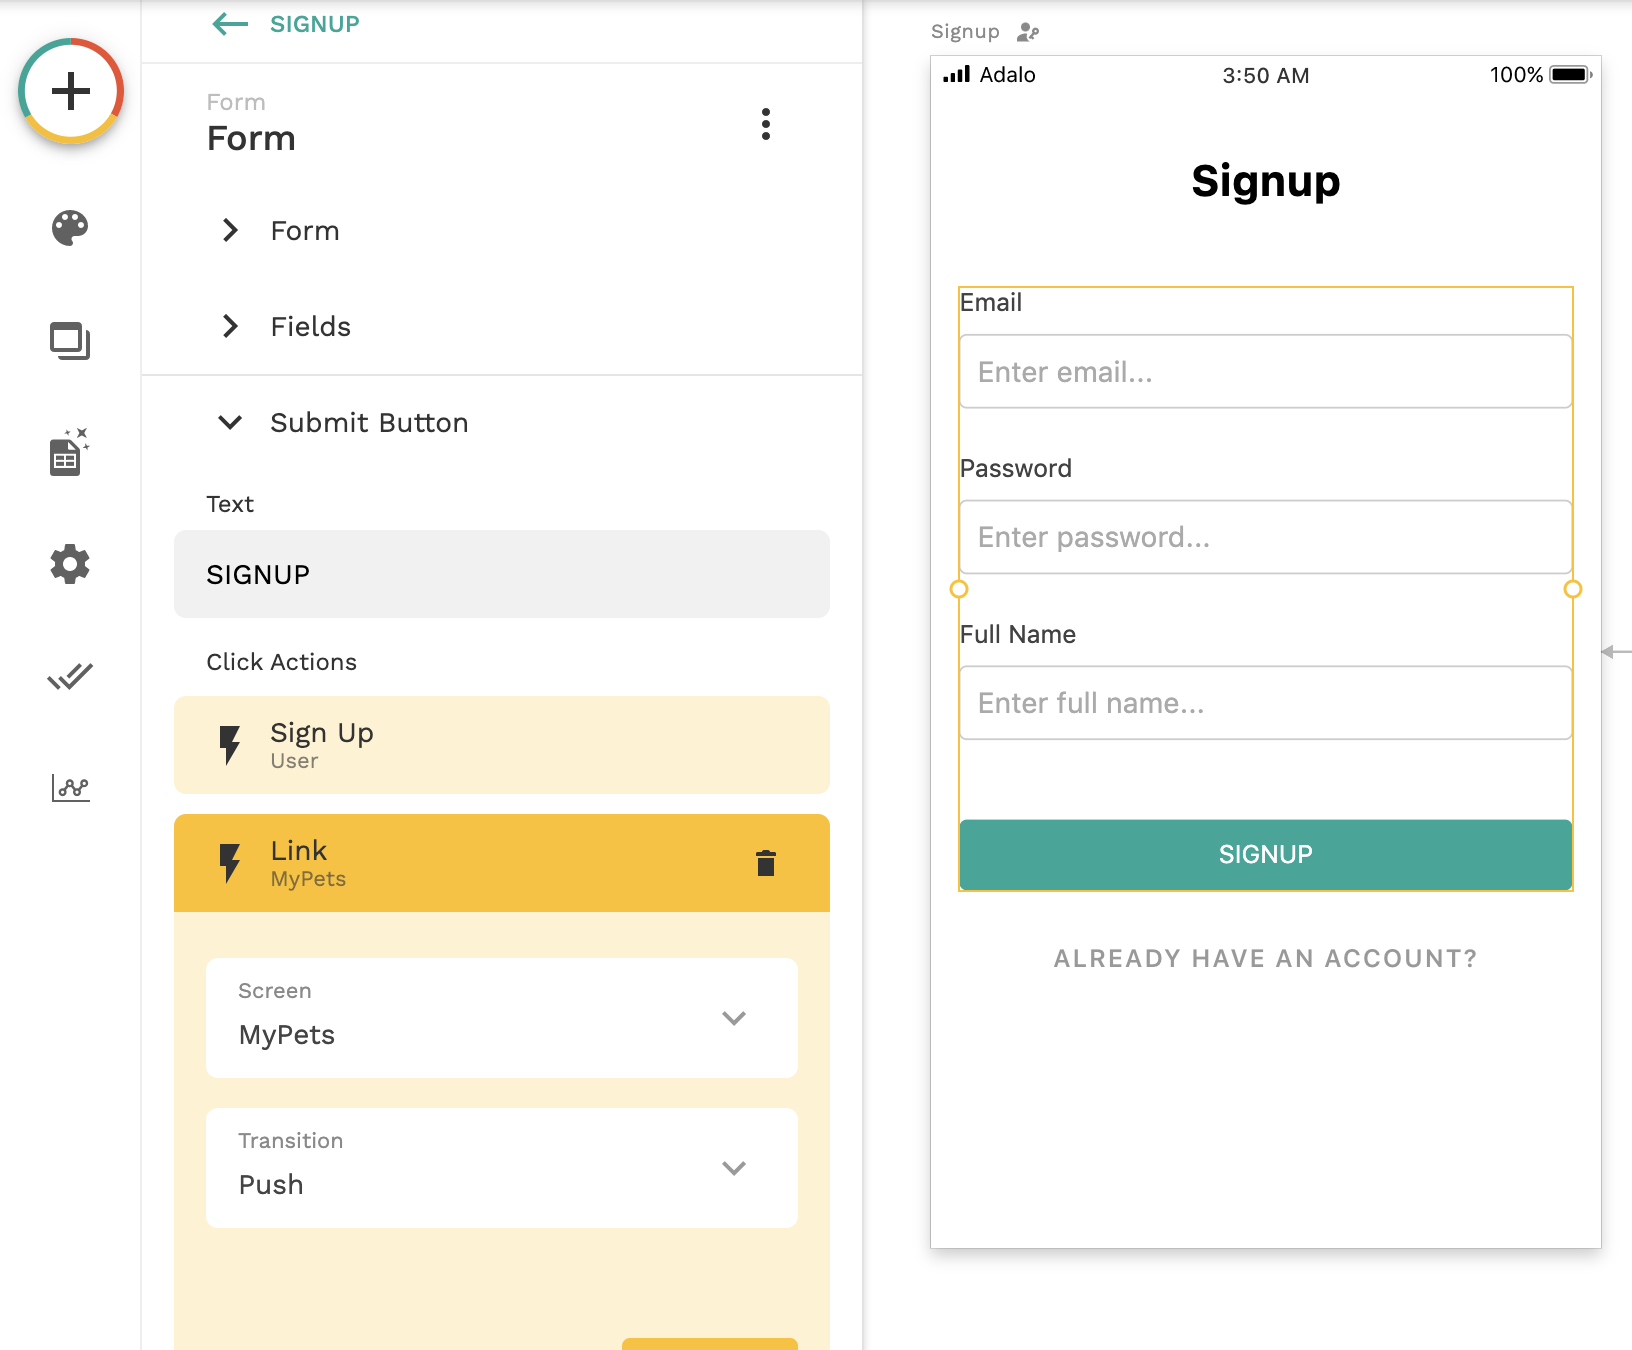 SIGNUP
Form
Form
Form
Fields
Submit Button
Text
SIGNUP
Click Actions
Sign Up
User
Link
MyPets
Screen
MyPets
Transition
Push
Signup
Adalo
3:50 AM
100%
Signup
Email
Enter email...
Password
Enter password...
Full Name
Enter full name...
SIGNUP
ALREADY HAVE AN ACCOUNT?